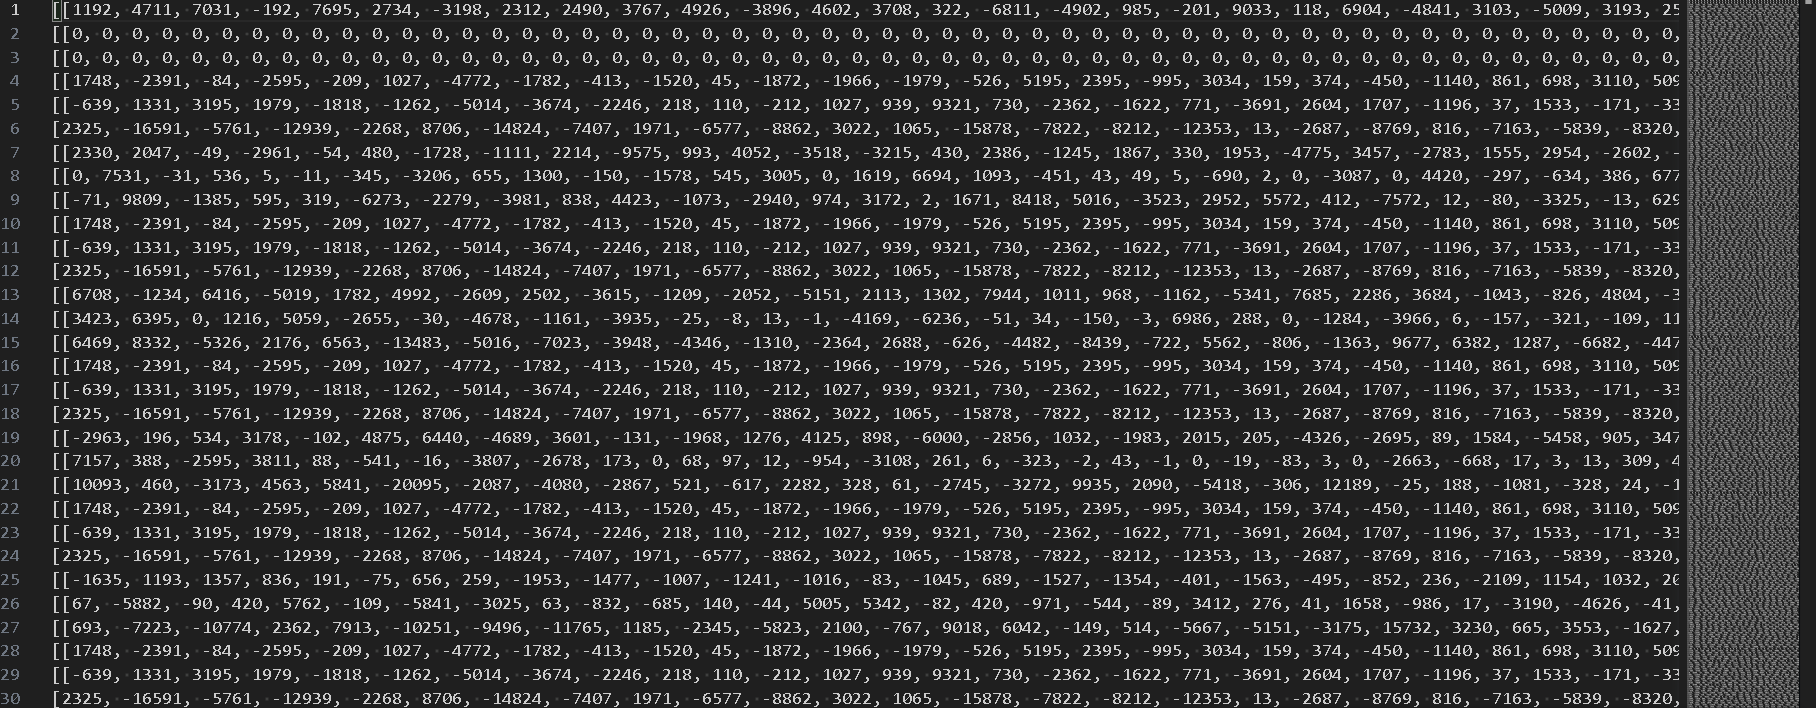 1 [[1192, 4711, 7031, -192, 7695, 2734, -3198, 2312, 2490, 3767, 4926, -3896, 4602, 3708, 322, -6811, -4902, 985, -201, 9033, 118, 6904, -4841, 3103, -5009, 3193, 25
2 [[0, 0, 0, 0, 0, 0, 0, 0, 0, 0, 0, 0, 0, 0, 0, 0, 0, 0, 0, 0, 0, 0, 0, 0, 0, 0, 0, 0, 0, 0, 0, 0, 0, 0, 0, 0, 0, 0, 0, 0, 0, 0, 0, 0, 0, 0, 0, 0, 0, 0, 0, 0, 0, 0,
3 [[0, 0, 0, 0, 0, 0, 0, 0, 0, 0, 0, 0, 0, 0, 0, 0, 0, 0, 0, 0, 0, 0, 0, 0, 0, 0, 0, 0, 0, 0, 0, 0, 0, 0, 0, 0, 0, 0, 0, 0, 0, 0, 0, 0, 0, 0, 0, 0, 0, 0, 0, 0, 0, 0,
4 [[1748, -2391, -84, -2595, -209, 1027, -4772, -1782, -413, -1520, 45, -1872, -1966, -1979, -526, 5195, 2395, -995, 3034, 159, 374, -450, -1140, 861, 698, 3110, 509
5 [[-639, 1331, 3195, 1979, -1818, -1262, -5014, -3674, -2246, 218, 110, -212, 1027, 939, 9321, 730, -2362, -1622, 771, -3691, 2604, 1707, -1196, 37, 1533, -171, -33
6 [2325, -16591, -5761, -12939, -2268, 8706, -14824, -7407, 1971, -6577, -8862, 3022, 1065, -15878, -7822, -8212, -12353, 13, -2687, -8769, 816, -7163, -5839, -8320,
7 [[2330, 2047, -49, -2961, -54, 480, -1728, -1111, 2214, -9575, 993, 4052, -3518, -3215, 430, 2386, -1245, 1867, 330, 1953, -4775, 3457, -2783, 1555, 2954, -2602, -
8 [[0, 7531, -31, 536, 5, -11, -345, -3206, 655, 1300, -150, -1578, 545, 3005, 0, 1619, 6694, 1093, -451, 43, 49, 5, -690, 2, 0, -3087, 0, 4420, -297, -634, 386, 677
9 [[-71, 9809, -1385, 595, 319, -6273, -2279, -3981, 838, 4423, -1073, -2940, 974, 3172, 2, 1671, 8418, 5016, -3523, 2952, 5572, 412, -7572, 12, -80, -3325, -13, 629
10 [[1748, -2391, -84, -2595, -209, 1027, -4772, -1782, -413, -1520, 45, -1872, -1966, -1979, -526, 5195, 2395, -995, 3034, 159, 374, -450, -1140, 861, 698, 3110, 509
11 [[-639, 1331, 3195, 1979, -1818, -1262, -5014, -3674, -2246, 218, 110, -212, 1027, 939, 9321, 730, -2362, -1622, 771, -3691, 2604, 1707, -1196, 37, 1533, -171, -33
12 [2325, -16591, -5761, -12939, -2268, 8706, -14824, -7407, 1971, -6577, -8862, 3022, 1065, -15878, -7822, -8212, -12353, 13, -2687, -8769, 816, -7163, -5839, -8320,
13 [[6708, -1234, 6416, -5019, 1782, 4992, -2609, 2502, -3615, -1209, -2052, -5151, 2113, 1302, 7944, 1011, 968, -1162, -5341, 7685, 2286, 3684, -1043, -826, 4804, -3
14 [[3423, 6395, 0, 1216, 5059, -2655, -30, -4678, -1161, -3935, -25, -8, 13, -1, -4169, -6236, -51, 34, -150, -3, 6986, 288, 0, -1284, -3966, 6, -157, -321, -109, 11
15 [[6469, 8332, -5326, 2176, 6563, -13483, -5016, -7023, -3948, -4346, -1310, -2364, 2688, -626, -4482, -8439, -722, 5562, -806, -1363, 9677, 6382, 1287, -6682, -447
16 [[1748, -2391, -84, -2595, -209, 1027, -4772, -1782, -413, -1520, 45, -1872, -1966, -1979, -526, 5195, 2395, -995, 3034, 159, 374, -450, -1140, 861, 698, 3110, 509
17 [[-639, 1331, 3195, 1979, -1818, -1262, -5014, -3674, -2246, 218, 110, -212, 1027, 939, 9321, 730, -2362, -1622, 771, -3691, 2604, 1707, -1196, 37, 1533, -171, -33
18 [2325, -16591, -5761, -12939, -2268, 8706, -14824, -7407, 1971, -6577, -8862, 3022, 1065, -15878, -7822, -8212, -12353, 13, -2687, -8769, 816, -7163, -5839, -8320,
19 [[-2963, 196, 534, 3178, -102, 4875, 6440, -4689, 3601, -131, -1968, 1276, 4125, 898, -6000, -2856, 1032, -1983, 2015, 205, -4326, -2695, 89, 1584, -5458, 905, 347
20 [[7157, 388, -2595, 3811, 88, -541, -16, -3807, -2678, 173, 0, 68, 97, 12, -954, -3108, 261, 6, -323, -2, 43, -1, 0, -19, -83, 3, 0, -2663, -668, 17, 3, 13, 309, 4
21 [[10093, 460, -3173, 4563, 5841, -20095, -2087, -4080, -2867, 521, -617, 2282, 328, 61, -2745, -3272, 9935, 2090, -5418, -306, 12189, -25, 188, -1081, -328, 24, -1
22 [[1748, -2391, -84, -2595, -209, 1027, -4772, -1782, -413, -1520, 45, -1872, -1966, -1979, -526, 5195, 2395, -995, 3034, 159, 374, -450, -1140, 861, 698, 3110, 509
23 [[-639, 1331, 3195, 1979, -1818, -1262, -5014, -3674, -2246, 218, 110, -212, 1027, 939, 9321, 730, -2362, -1622, 771, -3691, 2604, 1707, -1196, 37, 1533, -171, -33
24 [2325, -16591, -5761, -12939, -2268, 8706, -14824, -7407, 1971, -6577, -8862, 3022, 1065, -15878, -7822, -8212, -12353, 13, -2687, -8769, 816, -7163, -5839, -8320,
25 [[-1635, 1193, 1357, 836, 191, -75, 656, 259, -1953, -1477, -1007, -1241, -1016, -83, -1045, 689, -1527, -1354, -401, -1563, -495, -852, 236, -2109, 1154, 1032, 20
26 [[67, -5882, -90, 420, 5762, -109, -5841, -3025, 63, -832, -685, 140, -44, 5005, 5342, -82, 420, -971, -544, -89, 3412, 276, 41, 1658, -986, 17, -3190, -4626, -41,
27 [[693, -7223, -10774, 2362, 7913, -10251, -9496, -11765, 1185, -2345, -5823, 2100, -767, 9018, 6042, -149, 514, -5667, -5151, -3175, 15732, 3230, 665, 3553, -1627,
28 [[1748, -2391, -84, -2595, -209, 1027, -4772, -1782, -413, -1520, 45, -1872, -1966, -1979, -526, 5195, 2395, -995, 3034, 159, 374, -450, -1140, 861, 698, 3110, 509
29 [[-639, 1331, 3195, 1979, -1818, -1262, -5014, -3674, -2246, 218, 110, -212, 1027, 939, 9321, 730, -2362, -1622, 771, -3691, 2604, 1707, -1196, 37, 1533, -171, -33
30 [2325, -16591, -5761, -12939, -2268, 8706, -14824, -7407, 1971, -6577, -8862, 3022, 1065, -15878, -7822, -8212, -12353, 13, -2687, -8769, 816, -7163, -5839, -8320,